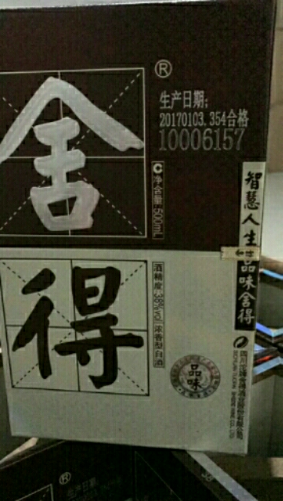 舍
得
®
生产日期:
20170103.354合格
10006157
净含量:500mL
酒精度:38%vol 浓香型白酒
智慧人生
品味舍得
品味